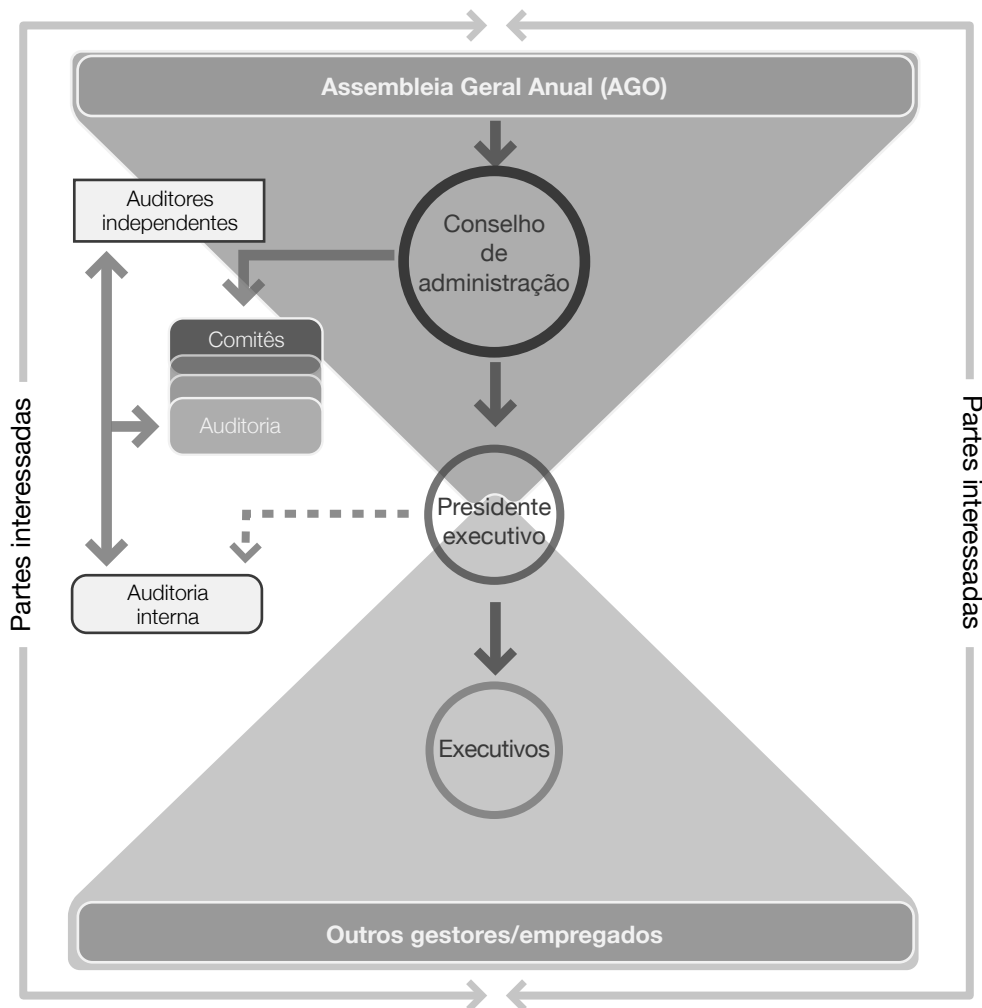 Assembleia Geral Anual (AGO)
Auditores
independentes
Conselho
de
administração
Comitês
Auditoria
Partes interessadas
Partes interessadas
Presidente
executivo
Auditoria
interna
Executivos
Outros gestores/empregados